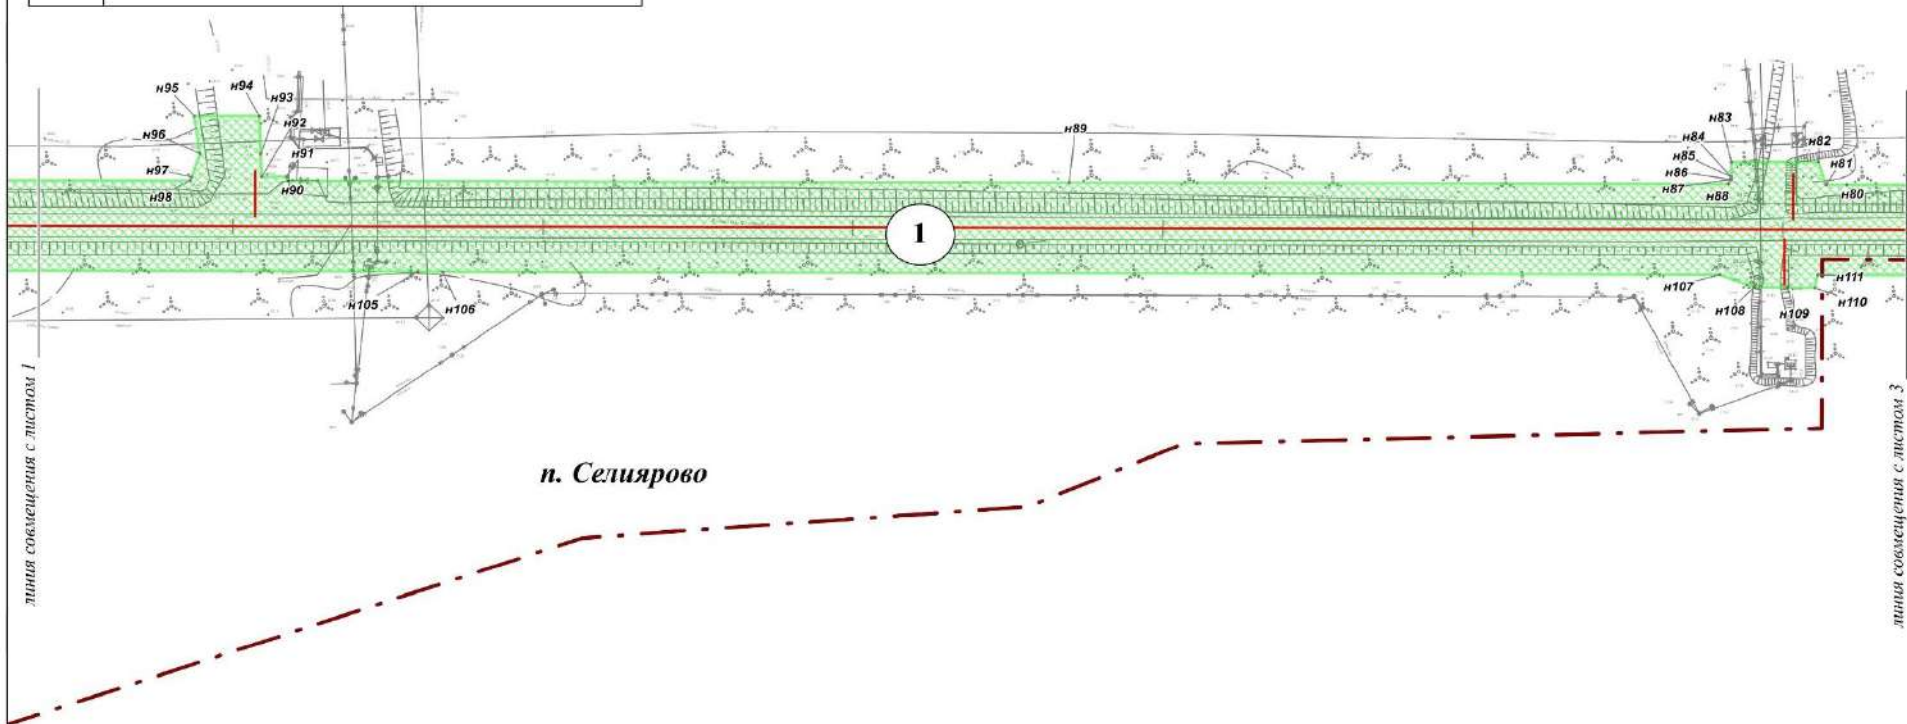 н95
н94
н93
н92
н96
н91
н97
н90
н98
н89
н83
н84
н82
н85
н81
н86
н87
н88
н80
1
н105
н106
н107
н111
н108
н109
н110
п. Селиярово
линия совмещения с листом 1
линия совмещения с листом 3